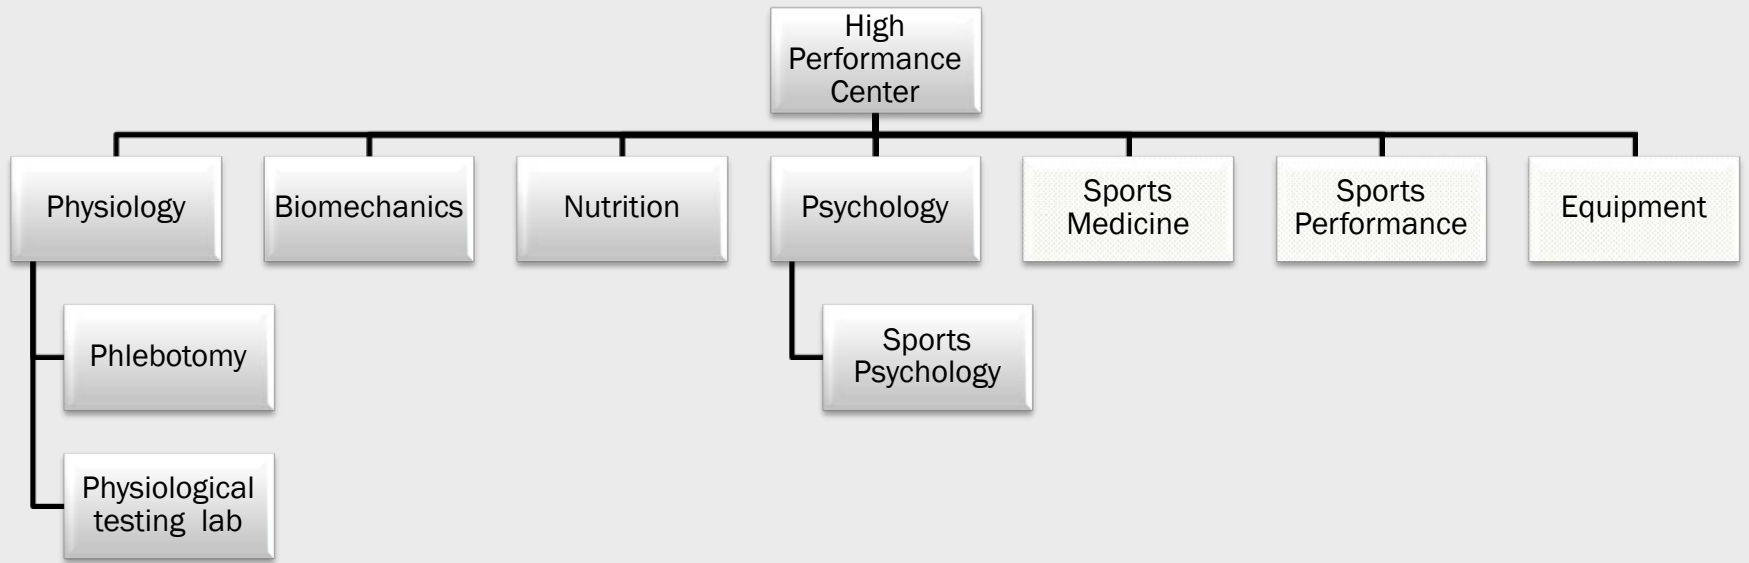 High
Performance
Center
Physiology
Biomechanics
Nutrition
Psychology
Sports
Medicine
Sports
Performance
Equipment
Phlebotomy
Sports
Psychology
Physiological
testing lab